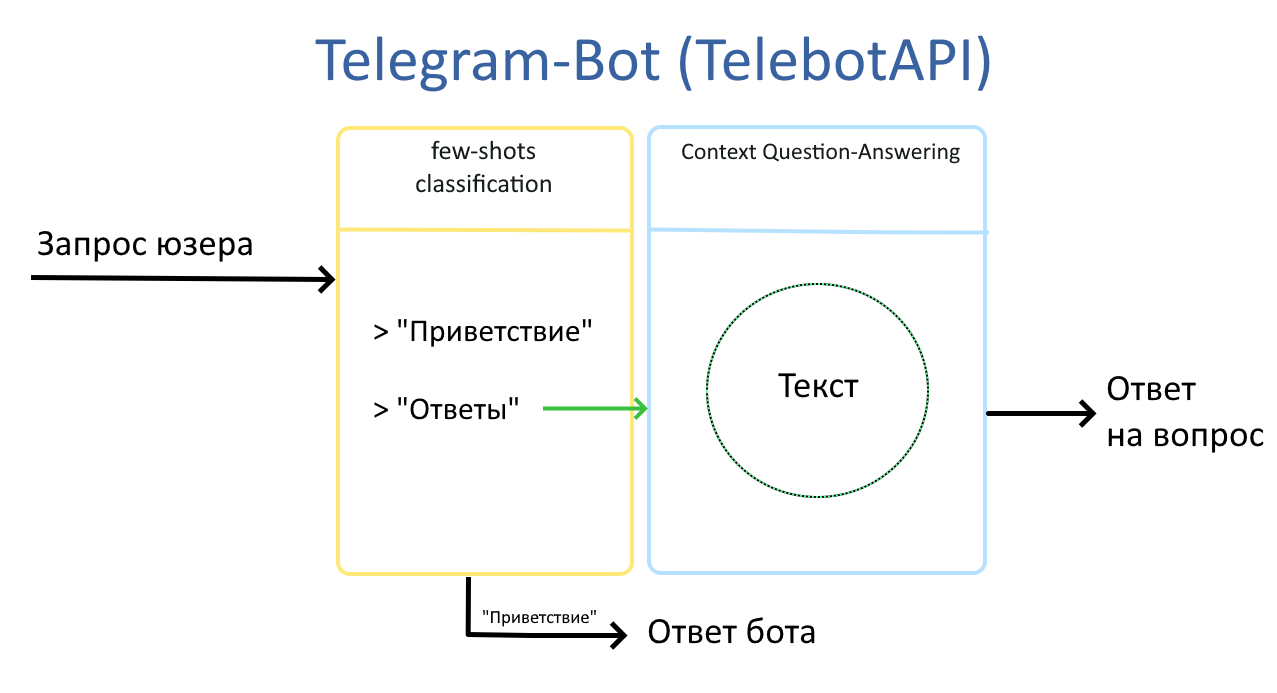 Telegram-Bot (TelebotAPI)
few-shots
classification
Context Question-Answering
Запрос юзера
> "Приветствие"
> "Ответы"
Текст
Ответ
на вопрос
"Приветствие"
Ответ бота